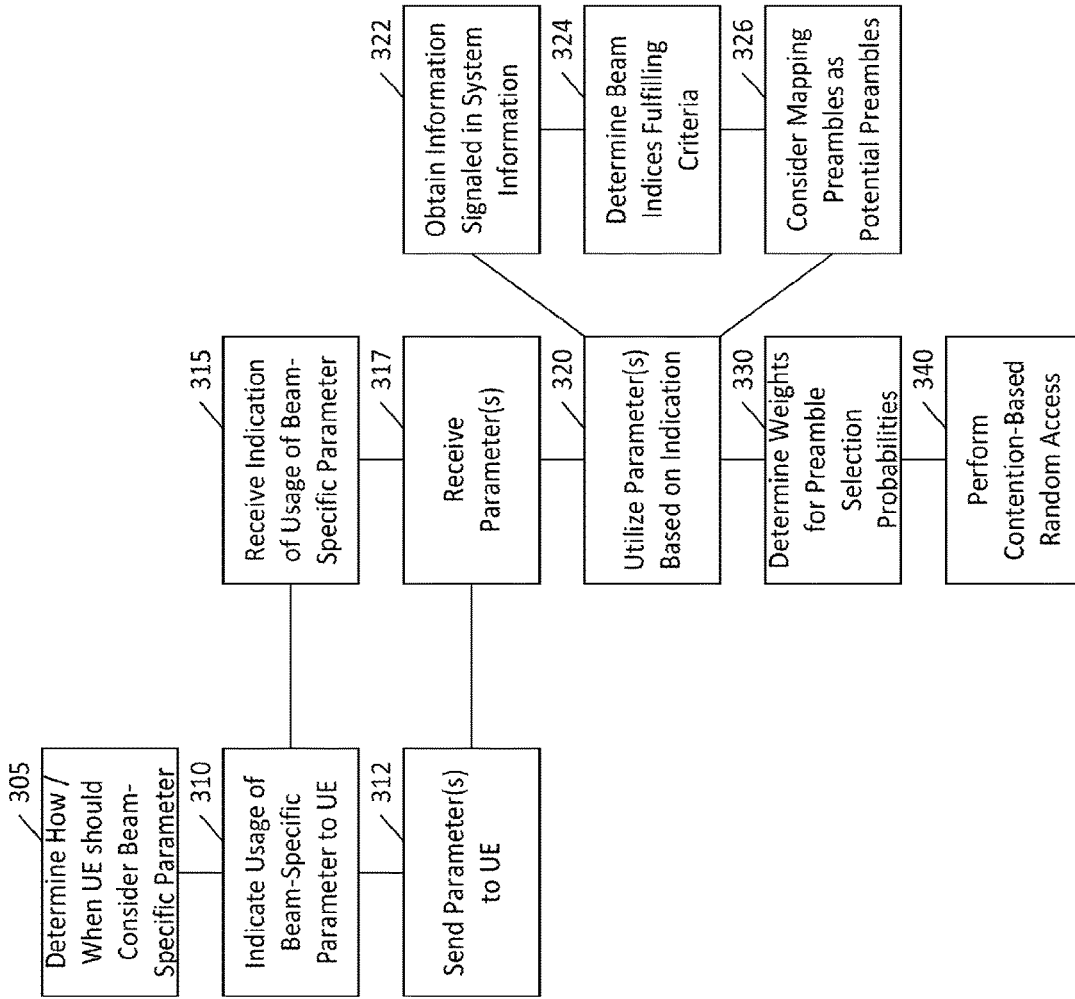 305
Determine How /
When UE should
Consider Beam-
Specific Parameter
310
Indicate Usage of
Beam-Specific
Parameter to UE
312
Send Parameter(s)
to UE
315
Receive Indication
of Usage of Beam-
Specific Parameter
317
Receive
Parameter(s)
320
Utilize Parameter(s)
Based on Indication
330
Determine Weights
for Preamble
Selection
Probabilities
340
Perform
Contention-Based
Random Access
322
Obtain Information
Signaled in System
Information
324
Determine Beam
Indices Fulfilling
Criteria
326
Consider Mapping
Preambles as
Potential Preambles